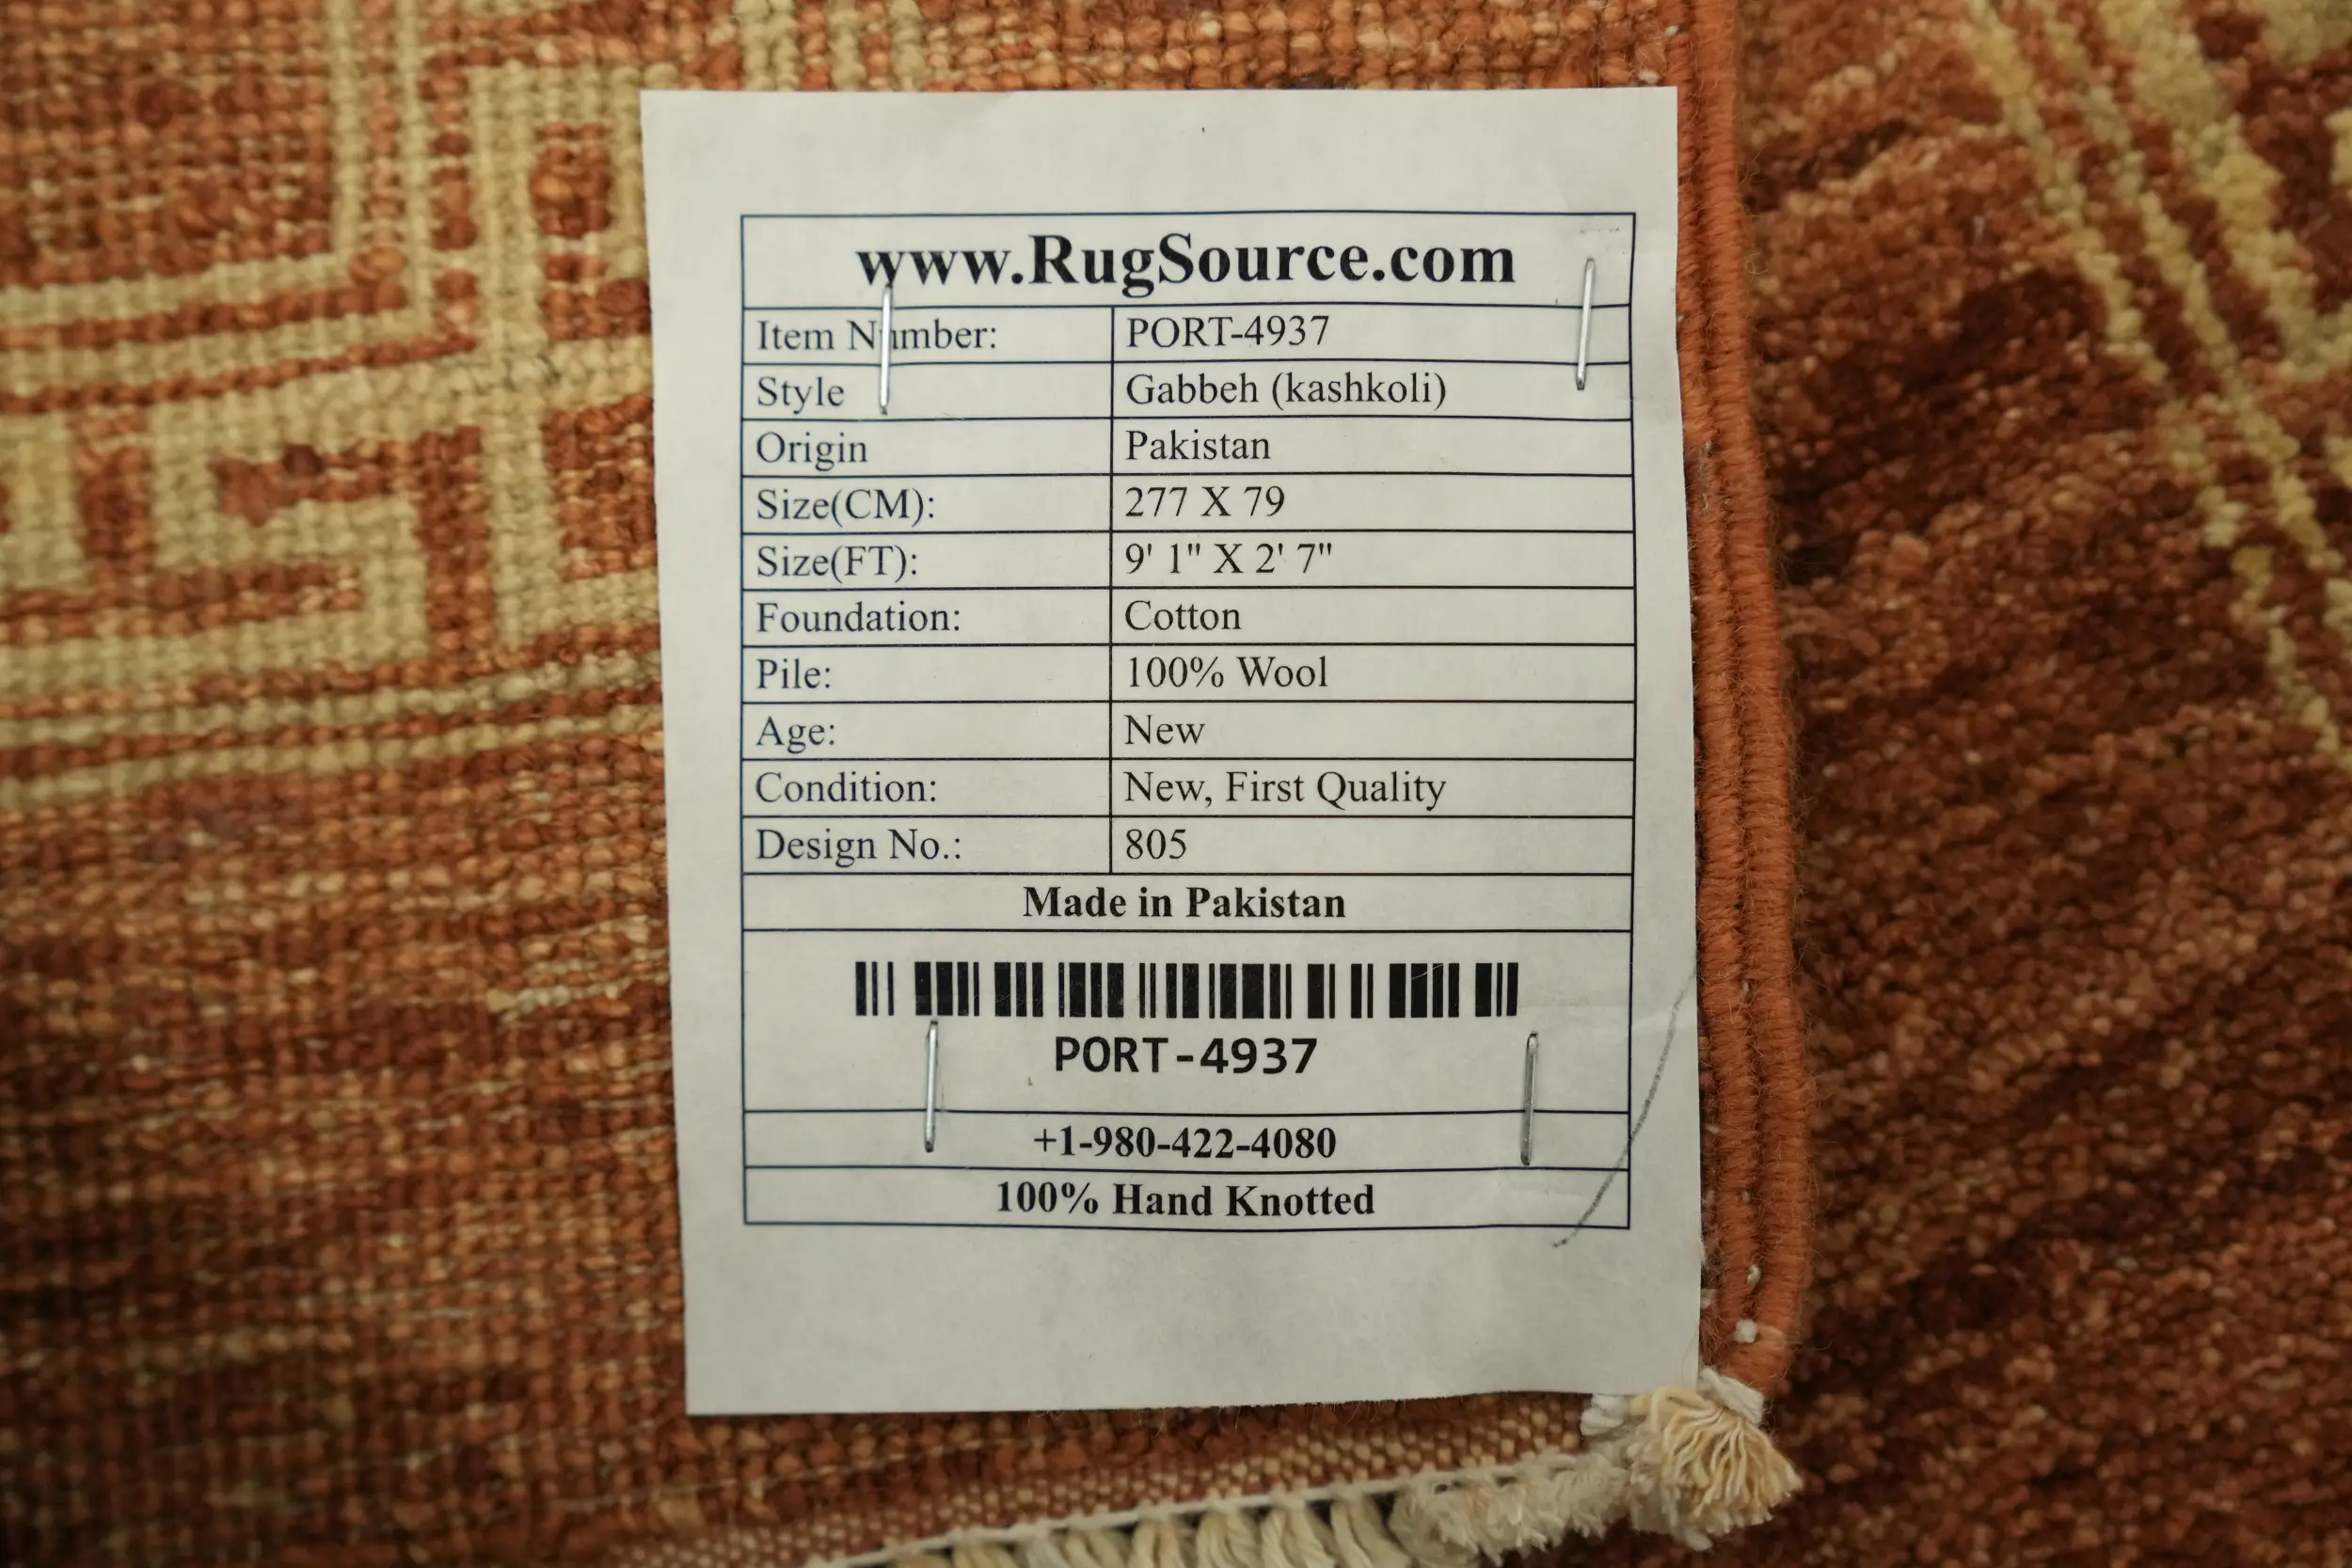 www.RugSource.com
Item Number: PORT-4937
Style Gabbeh (kashkoli)
Origin Pakistan
Size(CM): 277 X 79
Size(FT): 9' 1" X 2' 7"
Foundation: Cotton
Pile: 100% Wool
Age: New
Condition: New, First Quality
Design No.: 805
Made in Pakistan
PORT-4937
+1-980-422-4080
100% Hand Knotted